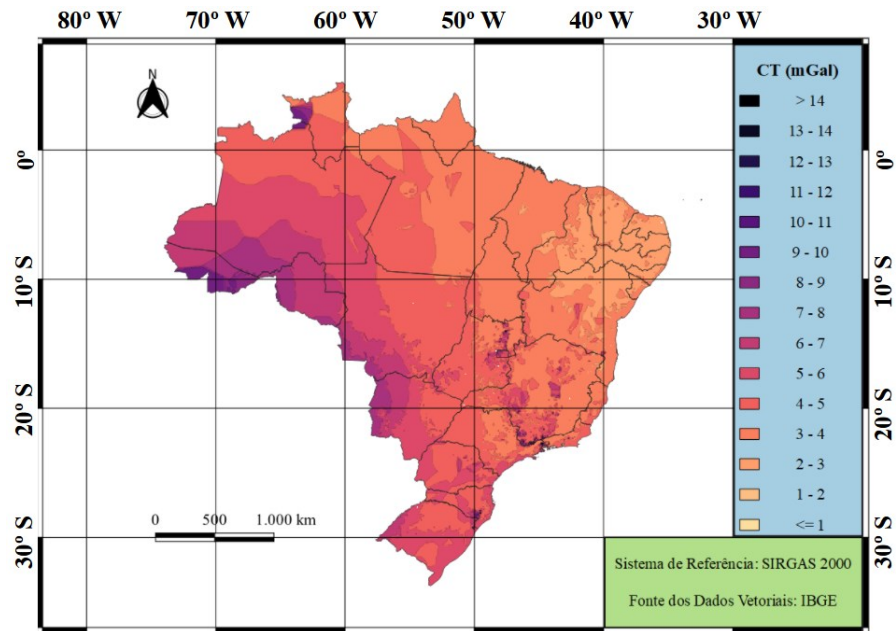 80º W 70º W 60º W 50º W 40º W 30º W
N
CT (mGal)
> 14
13 - 14
12 - 13
11 - 12
10 - 11
9 - 10
8 - 9
7 - 8
6 - 7
5 - 6
4 - 5
3 - 4
2 - 3
1 - 2
<= 1
0º 0º
10º S 10º S
20º S 20º S
30º S 30º S
0 500 1.000 km
Sistema de Referência: SIRGAS 2000
Fonte dos Dados Vetoriais: IBGE